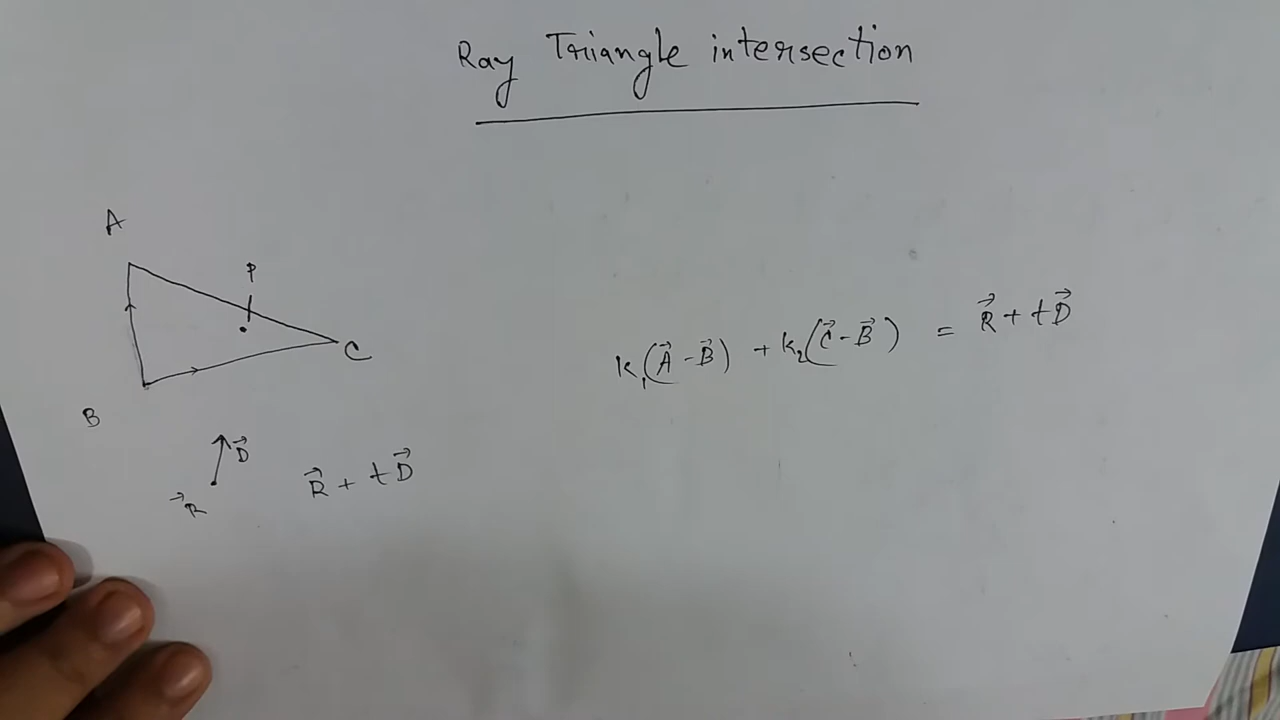 Ray Triangle intersection
A
P
C
B
k₁(A⃗ - B⃗) + k₂(C⃗ - B⃗) = R⃗ + tD⃗
D⃗
R⃗
R⃗ + tD⃗